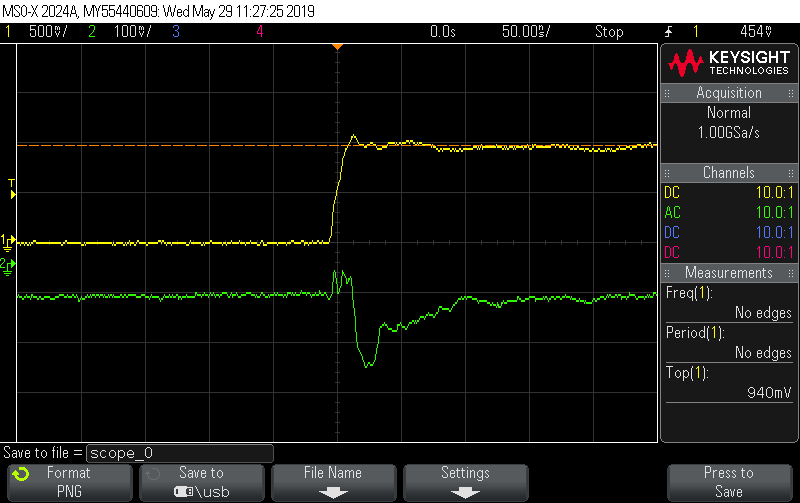 MSO-X 2024A, MY55440609: Wed May 29 11:27:25 2019
1 500mV/ 2 100mV/ 3 4 0.0s 50.00ns/ Stop 1 454mV
KEYSIGHT
TECHNOLOGIES
Acquisition
Normal
1.00GSa/s
Channels
DC 10.0:1
AC 10.0:1
DC 10.0:1
DC 10.0:1
Measurements
Freq(1):
No edges
Period(1):
No edges
Top(1):
940mV
T
1
2
Save to file = scope_0
Format
PNG
Save to
\usb
File Name
Settings
Press to
Save